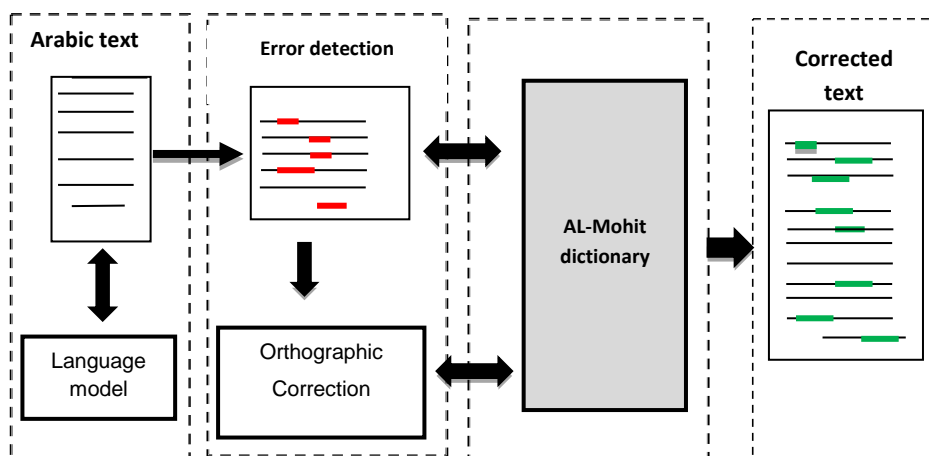 Arabic text
Error detection
Corrected
text
AL-Mohit
dictionary
Language
model
Orthographic
Correction